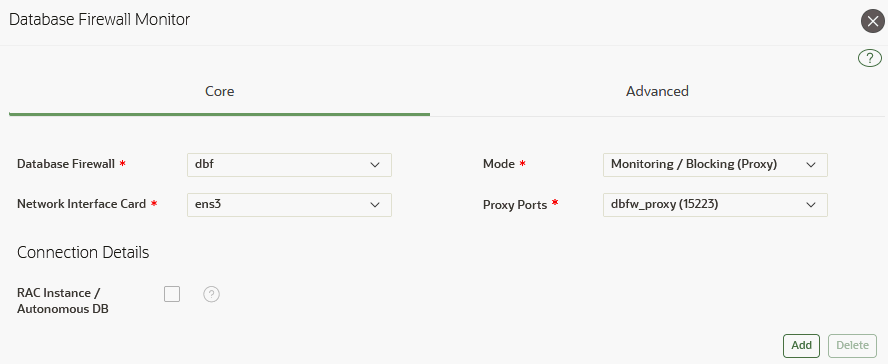 Database Firewall Monitor
?
Core Advanced
Database Firewall * dbf Mode * Monitoring / Blocking (Proxy)
Network Interface Card * ens3 Proxy Ports * dbfw_proxy (15223)
Connection Details
RAC Instance /
Autonomous DB ?
Add Delete